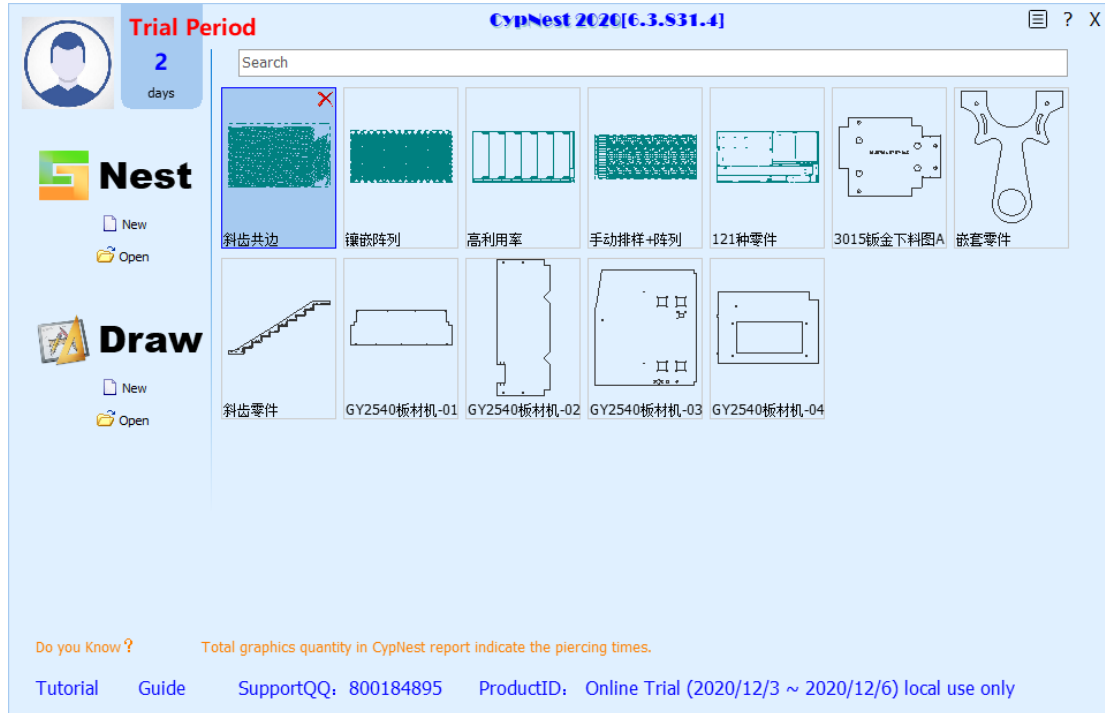 Trial Period
2
days
CypNest 2020[6.3.831.4]
? X
Search
Nest
New
Open
Draw
New
Open
斜齿共边
镶嵌阵列
高利用率
手动排样+阵列
121种零件
3015钣金下料图A
嵌套零件
斜齿零件
GY2540板材机-01
GY2540板材机-02
GY2540板材机-03
GY2540板材机-04
Do you Know?
Total graphics quantity in CypNest report indicate the piercing times.
Tutorial Guide SupportQQ：800184895 ProductID： Online Trial (2020/12/3 ~ 2020/12/6) local use only